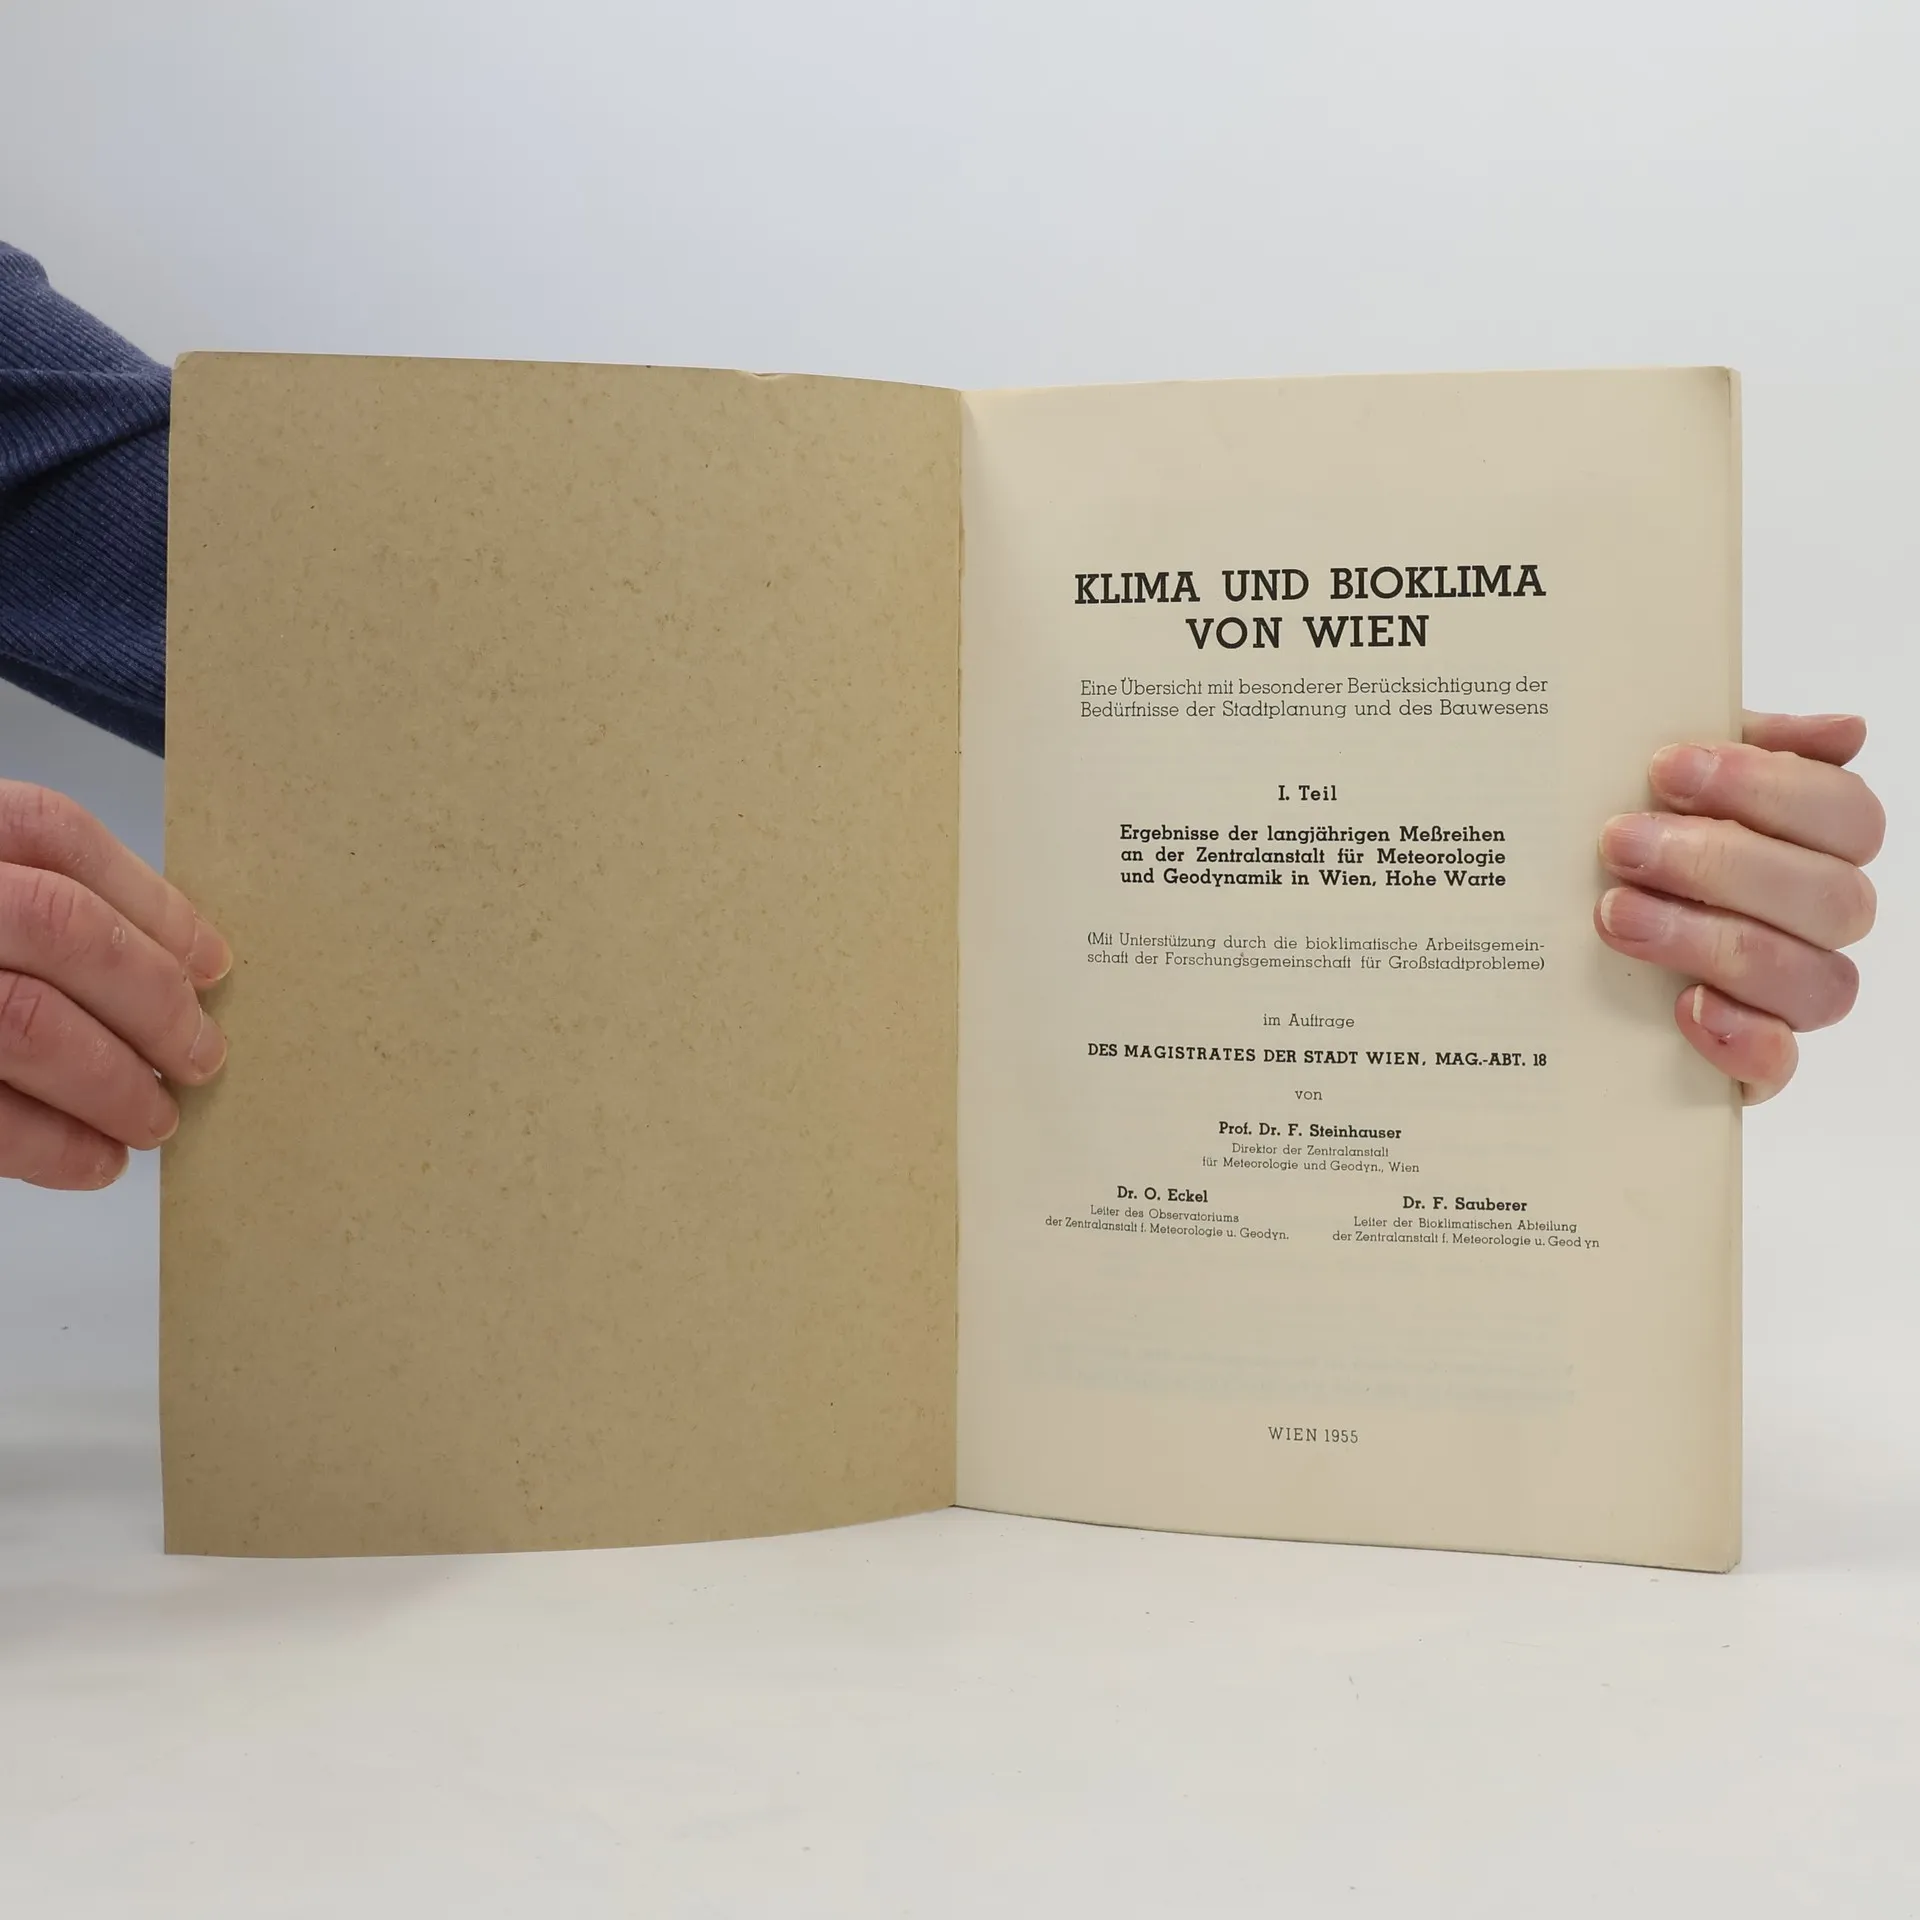 KLIMA UND BIOKLIMA
VON WIEN
Eine Übersicht mit besonderer Berücksichtigung der
Bedürfnisse der Stadtplanung und des Bauwesens
I. Teil
Ergebnisse der langjährigen Meßreihen
an der Zentralanstalt für Meteorologie
und Geodynamik in Wien, Hohe Warte
(Mit Unterstützung durch die bioklimatische Arbeitsgemein-
schaft der Forschungsgemeinschaft für Großstadtprobleme)
im Auftrage
DES MAGISTRATES DER STADT WIEN, MAG.-ABT. 18
von
Prof. Dr. F. Steinhauser
Direktor der Zentralanstalt
für Meteorologie und Geodyn., Wien
Dr. O. Eckel
Leiter des Observatoriums
der Zentralanstalt f. Meteorologie u. Geodyn.
Dr. F. Sauberer
Leiter der Bioklimatischen Abteilung
der Zentralanstalt f. Meteorologie u. Geodyn
WIEN 1955